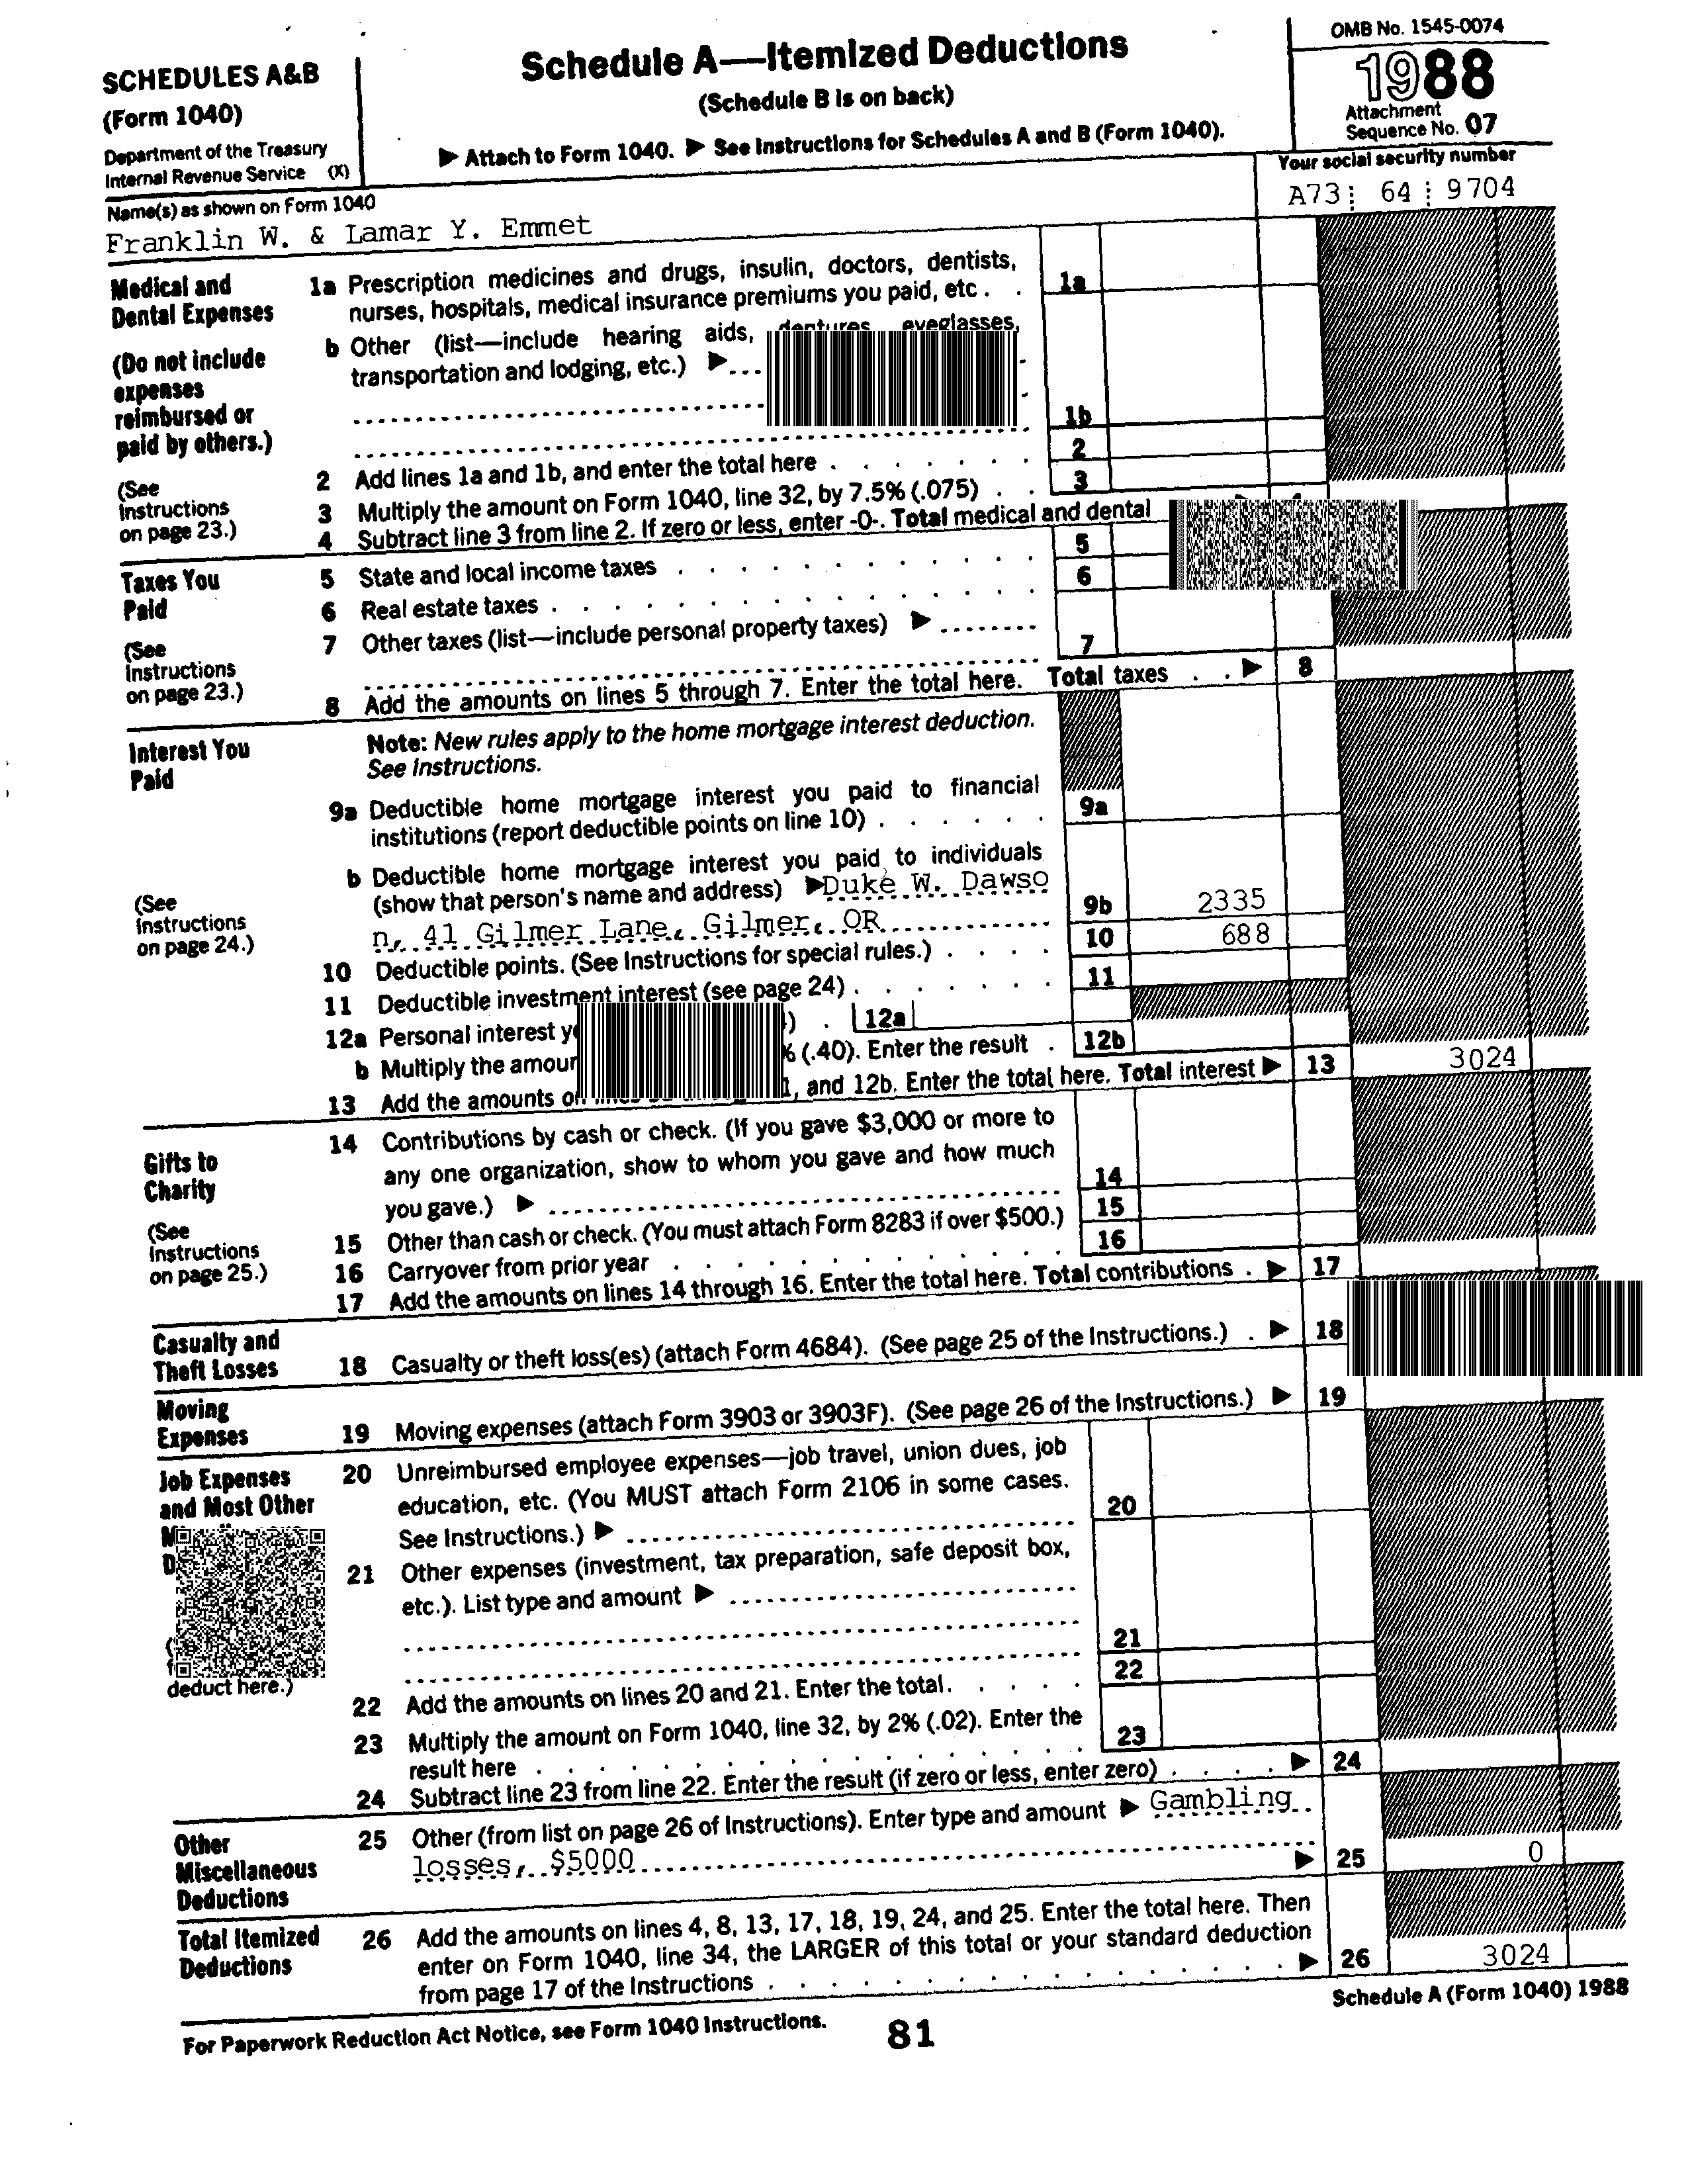 SCHEDULES A&B
(Form 1040)
Department of the Treasury
Internal Revenue Service (X)
Schedule A—Itemized Deductions
(Schedule B is on back)
▶ Attach to Form 1040. ▶ See Instructions for Schedules A and B (Form 1040).
OMB No. 1545-0074
1988
Attachment
Sequence No. 07
Name(s) as shown on Form 1040
Franklin W. & Lamar Y. Emmet
Your social security number
A73 64 9704
Medical and
Dental Expenses
(Do not include
expenses
reimbursed or
paid by others.)
(See
Instructions
on page 23.)
1a Prescription medicines and drugs, insulin, doctors, dentists,
nurses, hospitals, medical insurance premiums you paid, etc . . 1a
b Other (list—include hearing aids, dentures, eyeglasses,
transportation and lodging, etc.) ▶
1b
2 Add lines 1a and 1b, and enter the total here . . . . . . . 2
3 Multiply the amount on Form 1040, line 32, by 7.5% (.075) . . 3
4 Subtract line 3 from line 2. If zero or less, enter -0-. Total medical and dental
Taxes You
Paid
(See
Instructions
on page 23.)
5 State and local income taxes . . . . . . . . . . . 5
6 Real estate taxes . . . . . . . . . . . . . 6
7 Other taxes (list—include personal property taxes) ▶
7
8 Add the amounts on lines 5 through 7. Enter the total here. Total taxes . . ▶ 8
Interest You
Paid
(See
Instructions
on page 24.)
Note: New rules apply to the home mortgage interest deduction.
See Instructions.
9a Deductible home mortgage interest you paid to financial
institutions (report deductible points on line 10) . . . . . . 9a
b Deductible home mortgage interest you paid to individuals
(show that person's name and address) ▶ Duke W. Dawso
n, 41 Gilmer Lane, Gilmer, OR 9b 2335
10 Deductible points. (See Instructions for special rules.) . . . . 10 688
11 Deductible investment interest (see page 24) . . . . . . . 11
12a Personal interest ) . 12a
b Multiply the % (.40). Enter the result . 12b
13 Add the amounts and 12b. Enter the total here. Total interest ▶ 13 3024
Gifts to
Charity
(See
Instructions
on page 25.)
14 Contributions by cash or check. (If you gave $3,000 or more to
any one organization, show to whom you gave and how much
you gave.) ▶ 14
15 Other than cash or check. (You must attach Form 8283 if over $500.) 15
16 Carryover from prior year . . . . . . . . . . . 16
17 Add the amounts on lines 14 through 16. Enter the total here. Total contributions . ▶ 17
Casualty and
Theft Losses
18 Casualty or theft loss(es) (attach Form 4684). (See page 25 of the Instructions.) . ▶ 18
Moving
Expenses
19 Moving expenses (attach Form 3903 or 3903F). (See page 26 of the Instructions.) ▶ 19
Job Expenses
and Most Other
deduct here.)
20 Unreimbursed employee expenses—job travel, union dues, job
education, etc. (You MUST attach Form 2106 in some cases.
See Instructions.) ▶ 20
21 Other expenses (investment, tax preparation, safe deposit box,
etc.). List type and amount ▶
21
22 Add the amounts on lines 20 and 21. Enter the total. . . . . 22
23 Multiply the amount on Form 1040, line 32, by 2% (.02). Enter the
result here . . . . . . . . . . . . . . 23
24 Subtract line 23 from line 22. Enter the result (if zero or less, enter zero) . . . . ▶ 24
Other
Miscellaneous
Deductions
25 Other (from list on page 26 of Instructions). Enter type and amount ▶ Gambling
losses, $5000 ▶ 25 0
Total Itemized
Deductions
26 Add the amounts on lines 4, 8, 13, 17, 18, 19, 24, and 25. Enter the total here. Then
enter on Form 1040, line 34, the LARGER of this total or your standard deduction
from page 17 of the Instructions . . . . . . . . . . . . . . ▶ 26 3024
For Paperwork Reduction Act Notice, see Form 1040 Instructions.
81
Schedule A (Form 1040) 1988